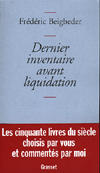 Frédéric Beigbeder
Dernier
inventaire
avant
liquidation
Les cinquante livres du siècle
choisis par vous
et commentés par moi
Grasset